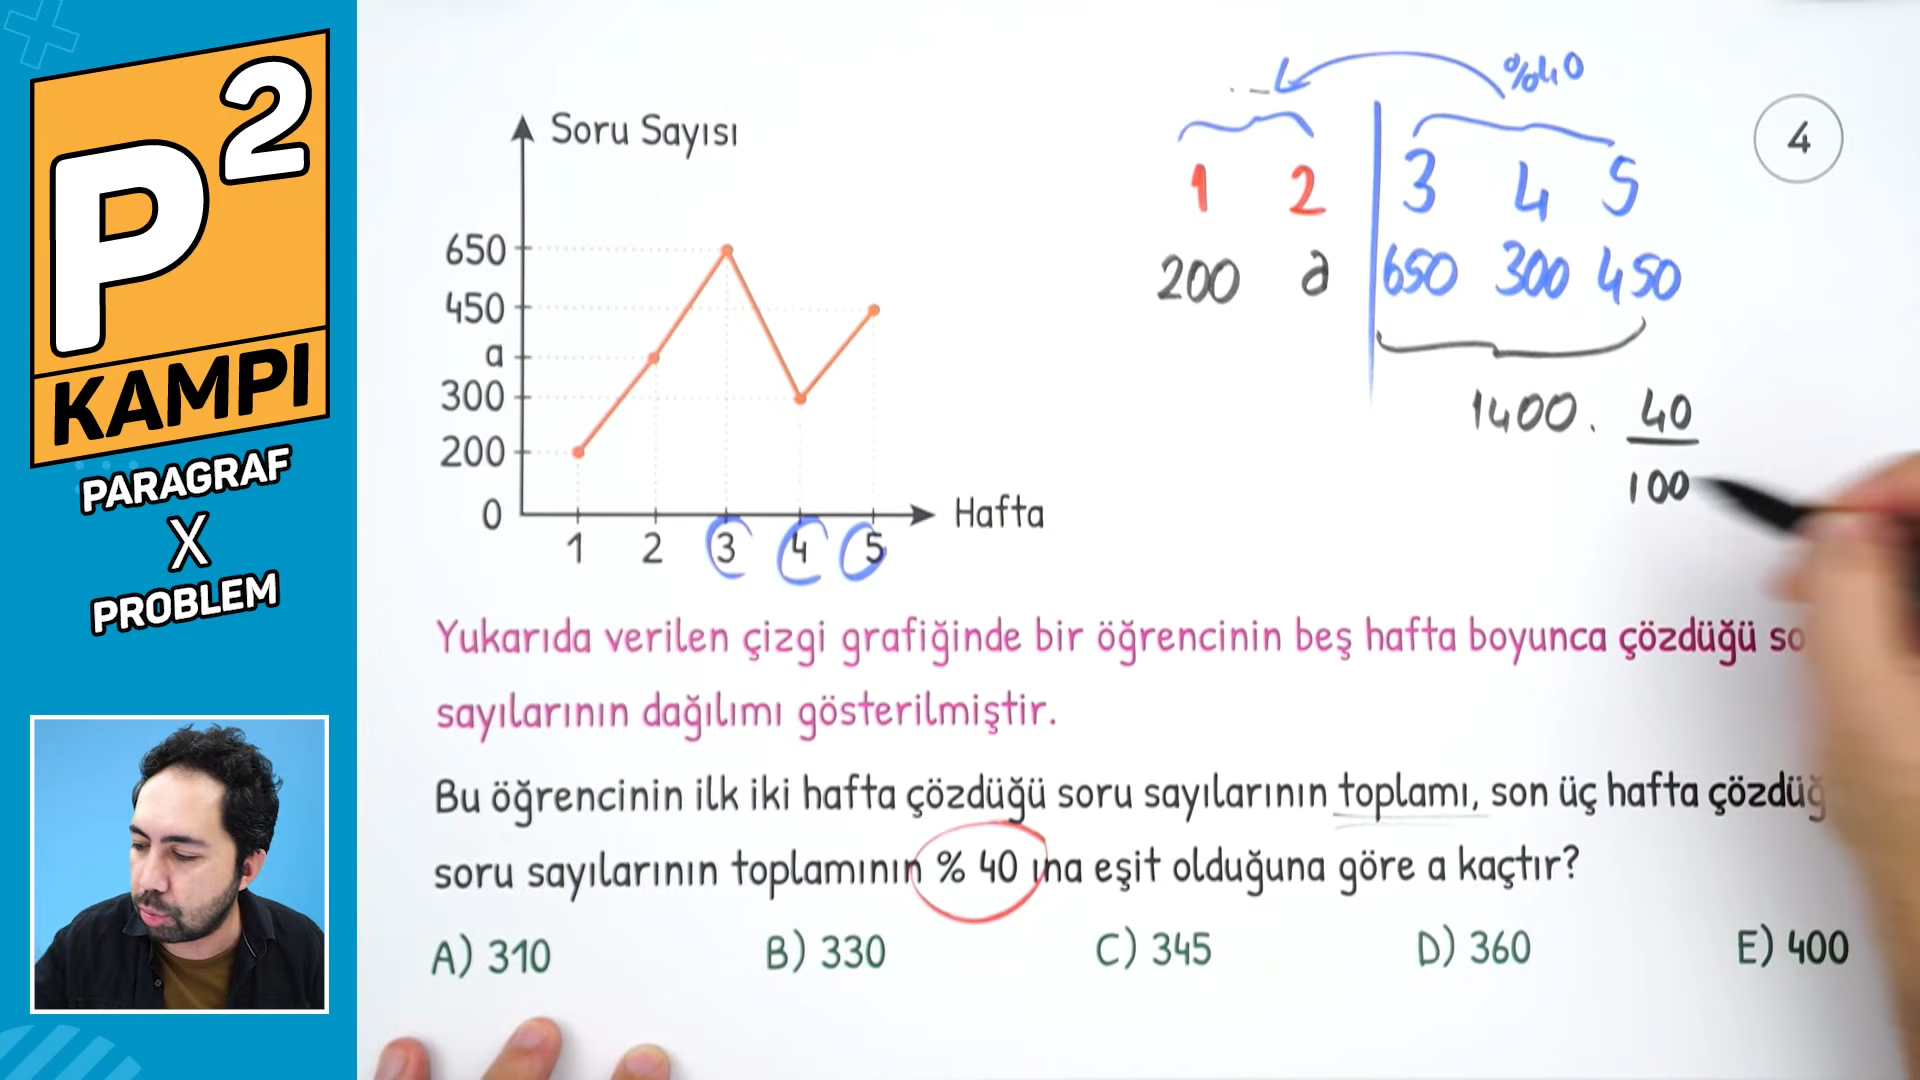 P2
KAMPI
PARAGRAF
X
PROBLEM
Soru Sayısı
650
450
a
300
200
0
1 2 3 4 5
Hafta
%40
4
1 2 3 4 5
200 a 650 300 450
1400 . 40
100
Yukarıda verilen çizgi grafiğinde bir öğrencinin beş hafta boyunca çözdüğü so
sayılarının dağılımı gösterilmiştir.
Bu öğrencinin ilk iki hafta çözdüğü soru sayılarının toplamı, son üç hafta çözdüğ
soru sayılarının toplamının % 40 ına eşit olduğuna göre a kaçtır?
A) 310 B) 330 C) 345 D) 360 E) 400